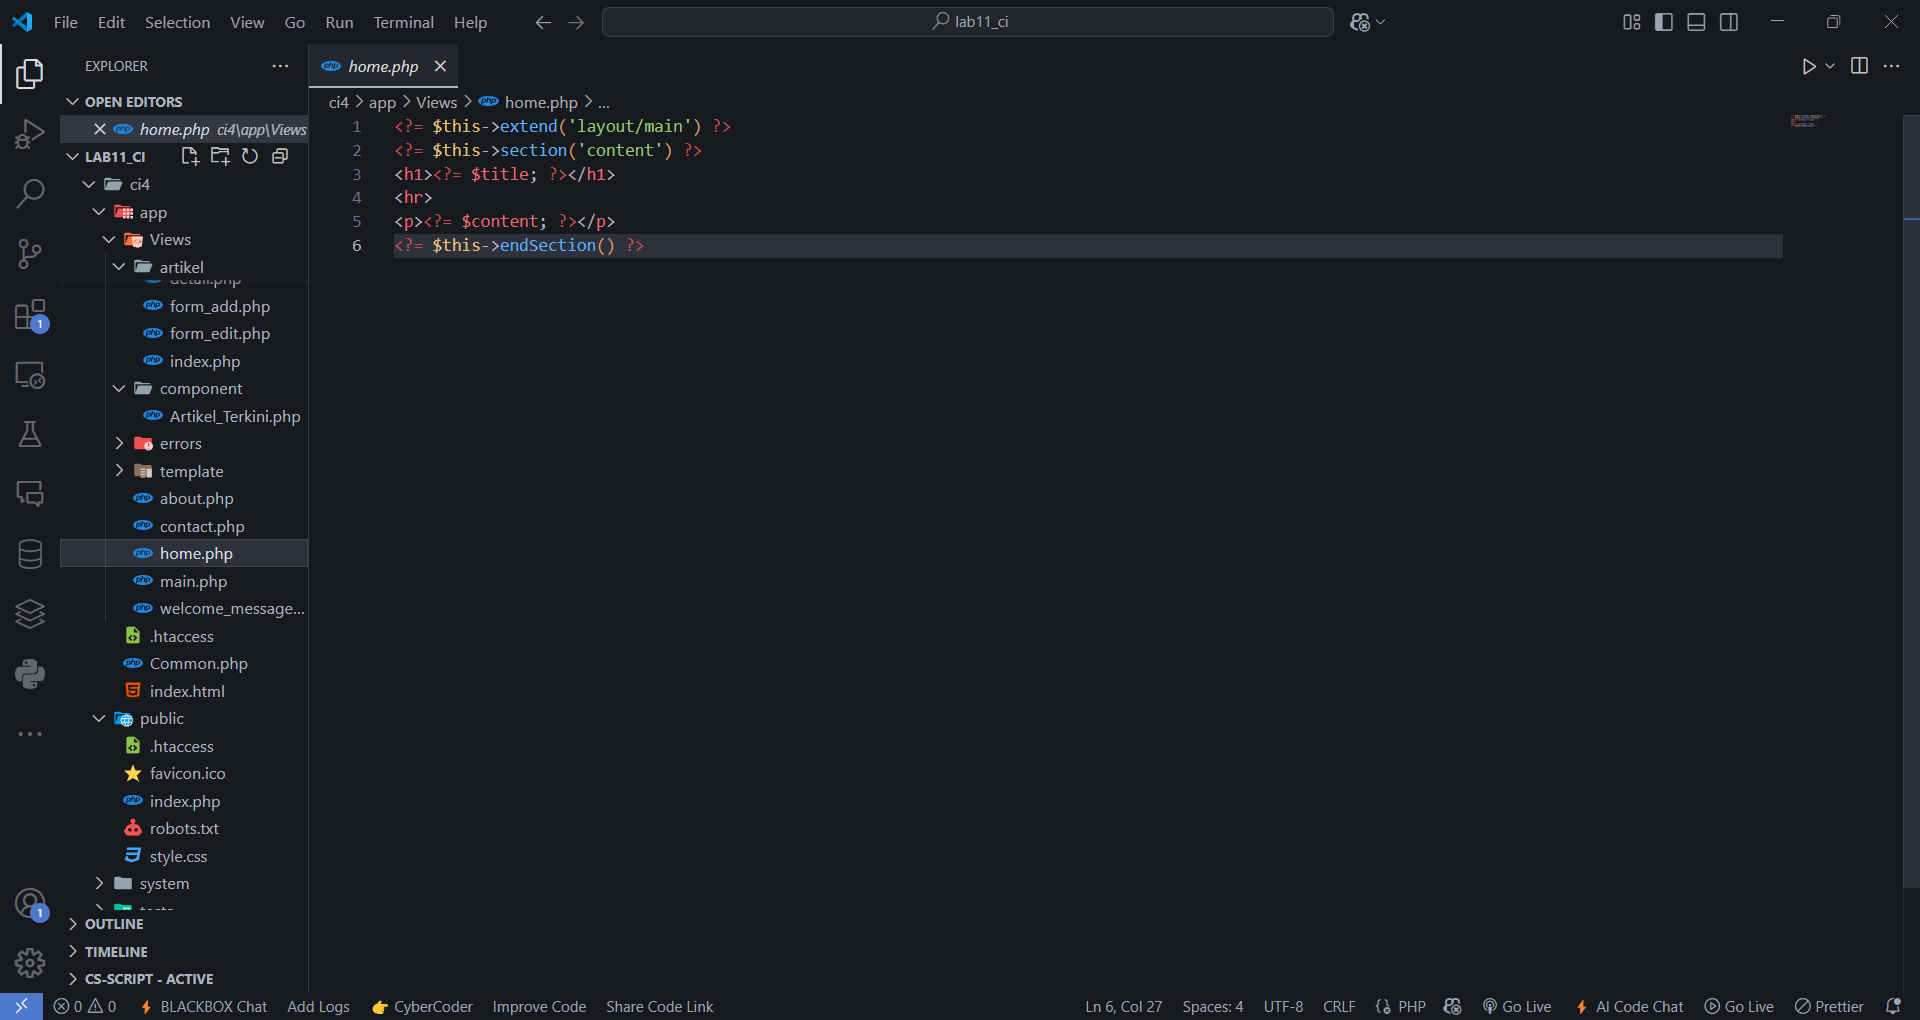 File Edit Selection View Go Run Terminal Help
lab11_ci
EXPLORER
OPEN EDITORS
home.php ci4\app\Views
LAB11_CI
ci4
app
Views
artikel
detail.php
form_add.php
form_edit.php
index.php
component
Artikel_Terkini.php
errors
template
about.php
contact.php
home.php
main.php
welcome_message...
.htaccess
Common.php
index.html
public
.htaccess
favicon.ico
index.php
robots.txt
style.css
system
OUTLINE
TIMELINE
CS-SCRIPT - ACTIVE
1
1
home.php
ci4 > app > Views > home.php > ...
1 <?= $this->extend('layout/main') ?>
2 <?= $this->section('content') ?>
3 <h1><?= $title; ?></h1>
4 <hr>
5 <p><?= $content; ?></p>
6 <?= $this->endSection() ?>
0 0 BLACKBOX Chat Add Logs 👉 CyberCoder Improve Code Share Code Link Ln 6, Col 27 Spaces: 4 UTF-8 CRLF {} PHP Go Live AI Code Chat Go Live Prettier